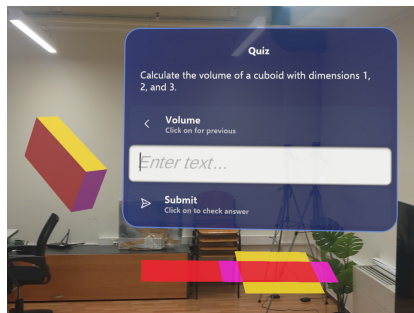 Quiz
Calculate the volume of a cuboid with dimensions 1,
2, and 3.
Volume
Click on for previous
Enter text...
Submit
Click on to check answer